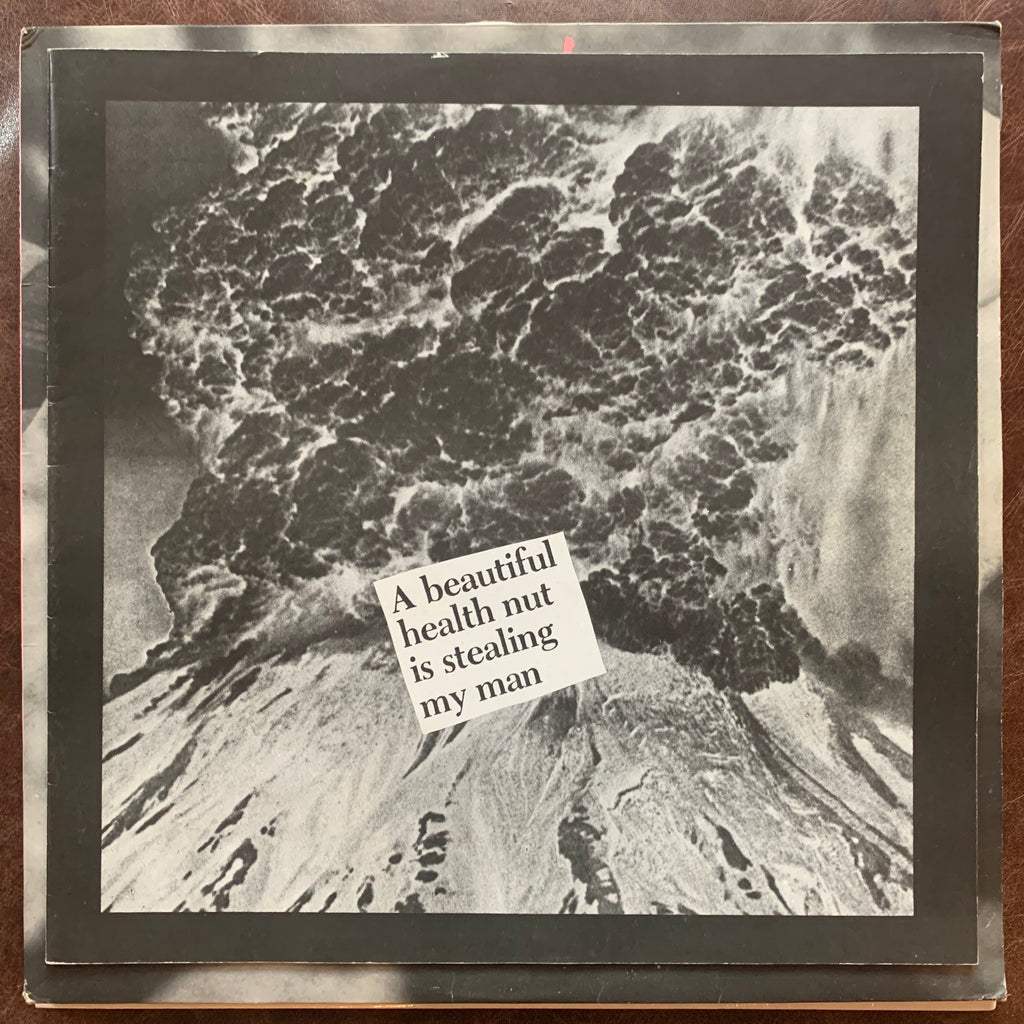 A beautiful
health nut
is stealing
my man